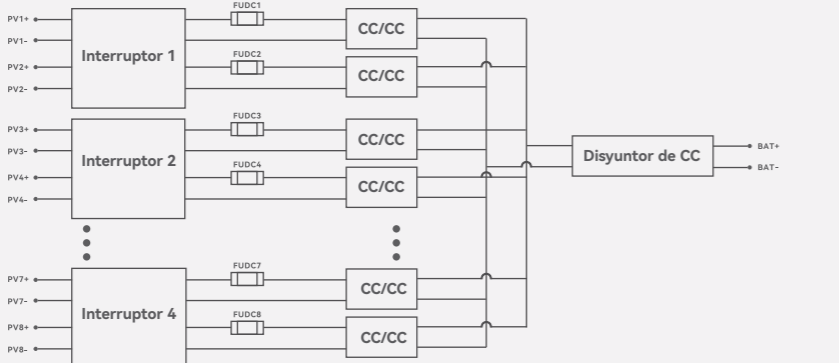 FUDC1
PV1+
CC/CC
PV1-
Interruptor 1
FUDC2
PV2+
CC/CC
PV2-
FUDC3
PV3+
CC/CC
PV3-
Interruptor 2
Disyuntor de CC
BAT+
BAT-
FUDC4
PV4+
CC/CC
PV4-
FUDC7
PV7+
CC/CC
PV7-
Interruptor 4
FUDC8
PV8+
CC/CC
PV8-